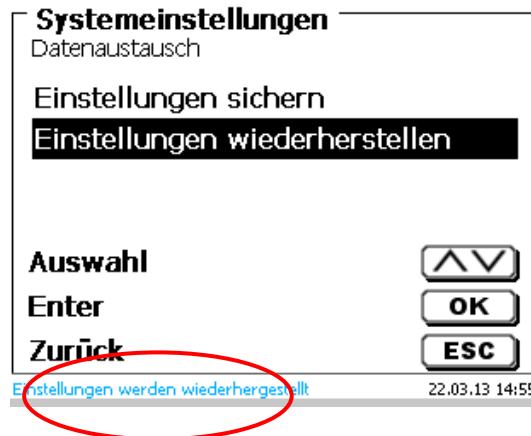 Systemeinstellungen
Datenaustausch
Einstellungen sichern
Einstellungen wiederherstellen
Auswahl
Enter OK
Zurück ESC
Einstellungen werden wiederhergestellt 22.03.13 14:55